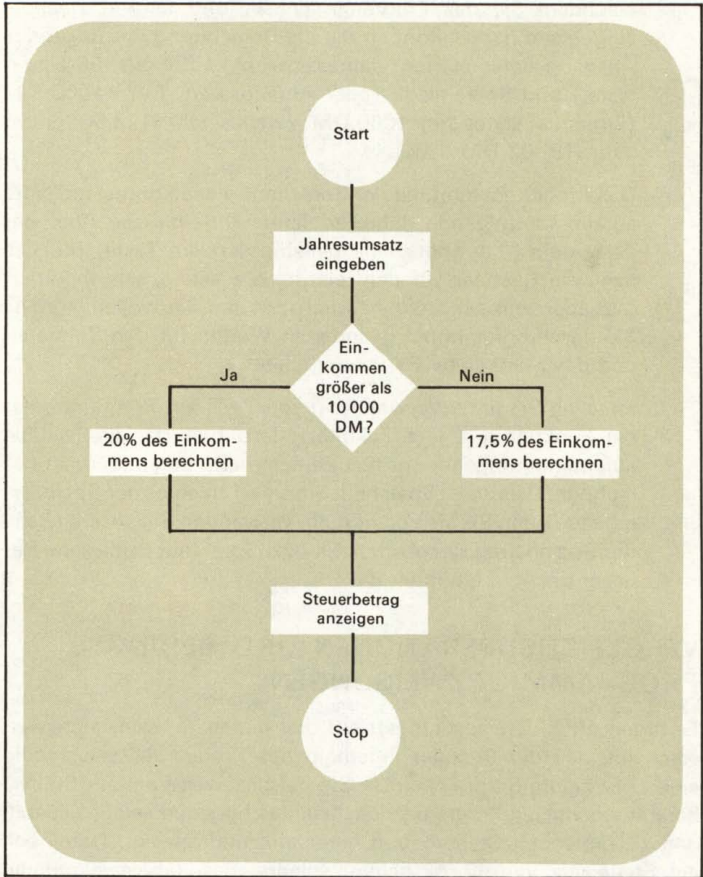 Start
Jahresumsatz
eingeben
Ein-
kommen
größer als
10 000
DM?
Ja
Nein
20% des Einkom-
mens berechnen
17,5% des Einkom-
mens berechnen
Steuerbetrag
anzeigen
Stop